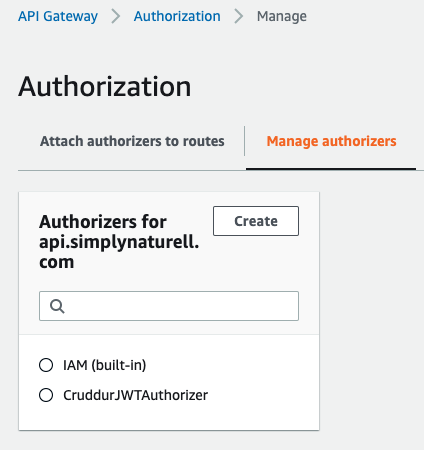 API Gateway > Authorization > Manage
Authorization
Attach authorizers to routes Manage authorizers
Authorizers for
api.simplynaturell.
com
Create
IAM (built-in)
CruddurJWTAuthorizer